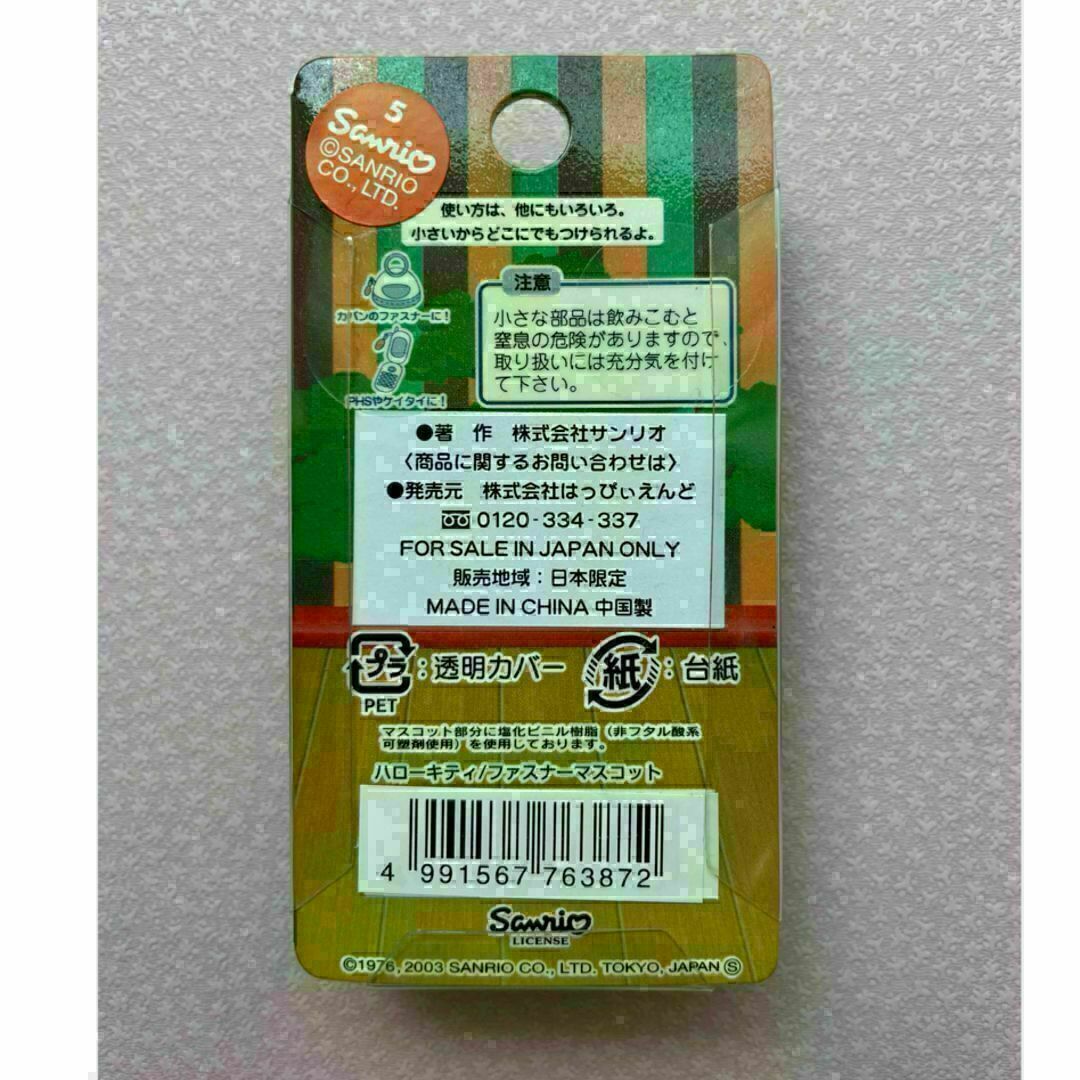 5
Sanrio
©SANRIO
CO., LTD.
使い方は、他にもいろいろ。
小さいからどこにでもつけられるよ。
カバンのファスナーに!
PHSやケイタイに!
注意
小さな部品は飲みこむと
窒息の危険がありますので、
取り扱いには充分気を付け
て下さい。
●著 作 株式会社サンリオ
〈商品に関するお問い合わせは〉
●発売元 株式会社はっぴぃえんど
0120-334-337
FOR SALE IN JAPAN ONLY
販売地域:日本限定
MADE IN CHINA 中国製
プラ:透明カバー
PET
紙:台紙
マスコット部分に塩化ビニル樹脂(非フタル酸系
可塑剤使用)を使用しております。
ハローキティ/ファスナーマスコット
4 991567 763872
Sanrio
LICENSE
©1976, 2003 SANRIO CO., LTD. TOKYO, JAPAN Ⓢ